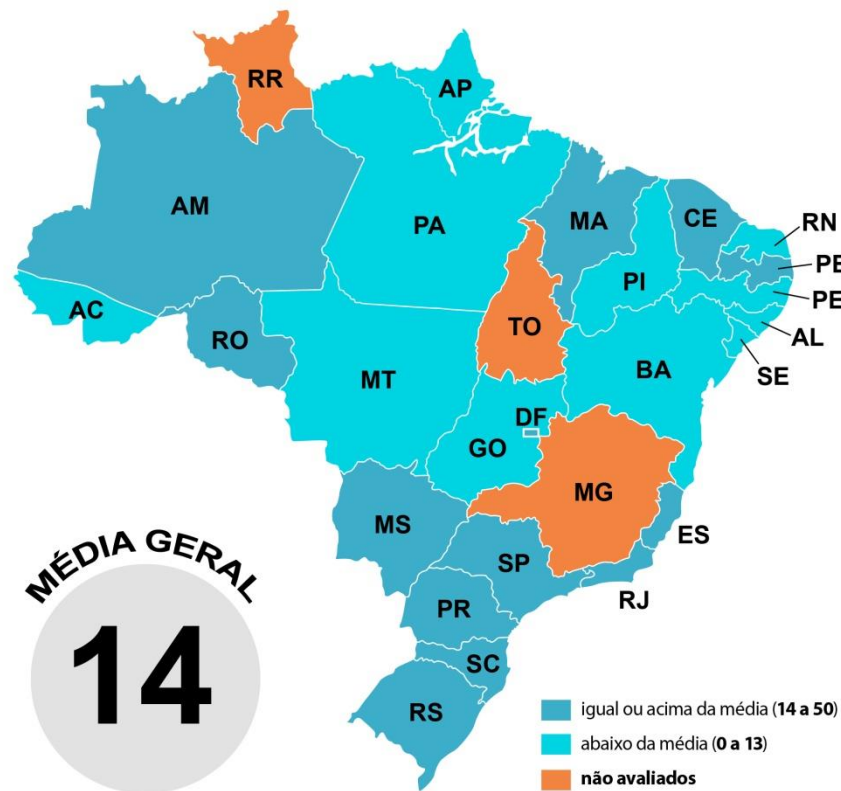 RR
AP
AM
PA
MA
CE
RN
PB
PE
AL
SE
PI
AC
RO
TO
MT
BA
DF
GO
MG
MS
ES
SP
RJ
PR
SC
RS
MÉDIA GERAL
14
igual ou acima da média (14 a 50)
abaixo da média (0 a 13)
não avaliados